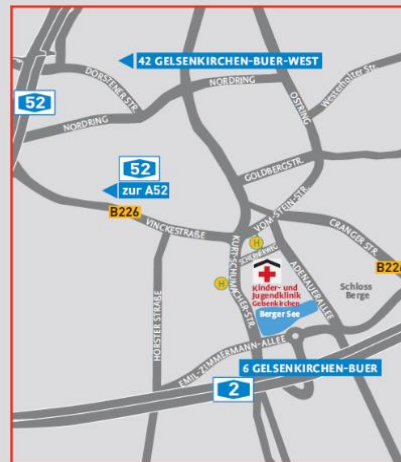 42 GELSENKIRCHEN-BUER-WEST
DORSTENER STR.
NORDRING
OSTRING
Westerholter Str.
52
NORDRING
GOLDBERGSTR.
52
zur A52
B226
VOM-STEIN-STR.
VINCKESTRAßE
CRANGER STR.
H
SCHERNERWEG
B226
KURT-SCHUMACHER-STR.
ADENAUERALLEE
H
Kinder- und
Jugendklinik
Gelsenkirchen
Berger See
Schloss
Berge
HORSTER STRAßE
EMIL-ZIMMERMANN-ALLEE
6 GELSENKIRCHEN-BUER
2